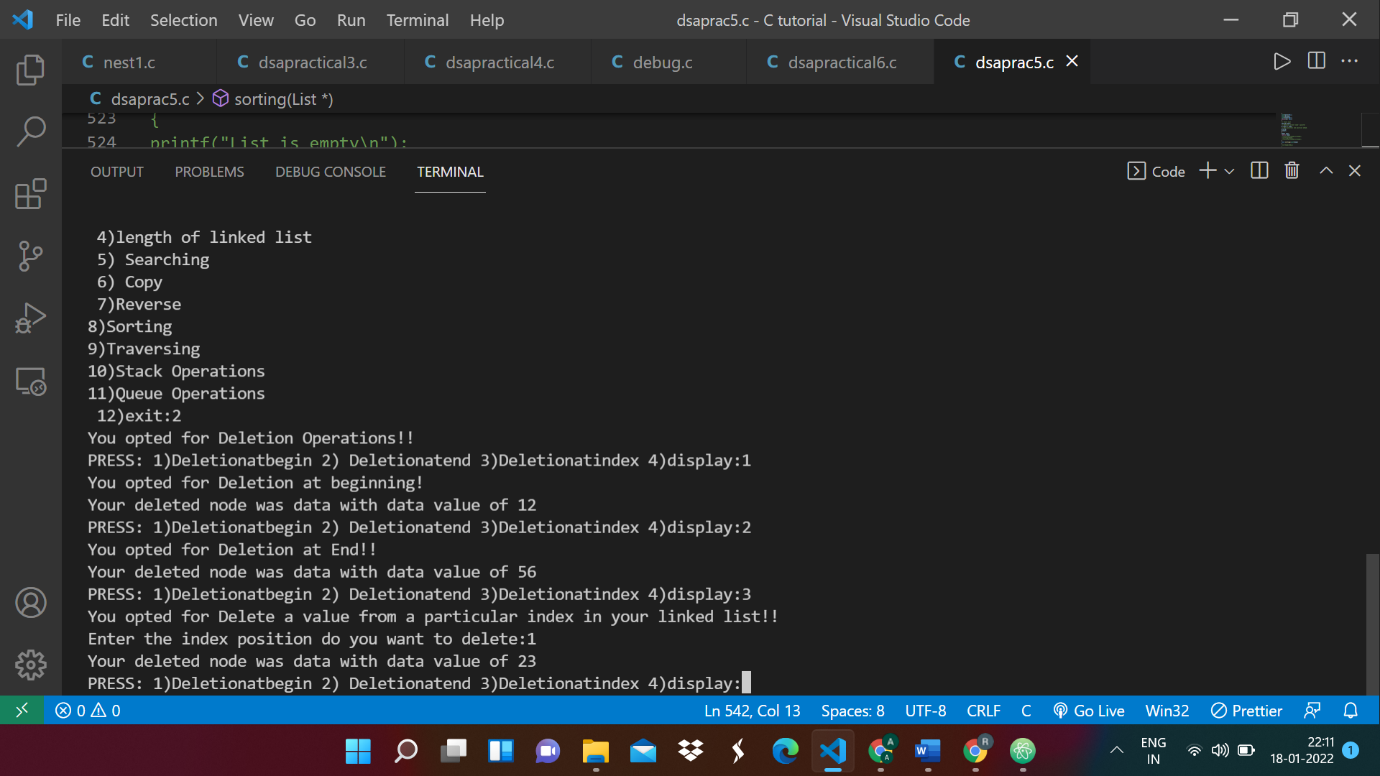 File Edit Selection View Go Run Terminal Help dsaprac5.c - C tutorial - Visual Studio Code
C nest1.c C dsapractical3.c C dsapractical4.c C debug.c C dsapractical6.c C dsaprac5.c
C dsaprac5.c > sorting(List *)
523 {
524 printf("List is empty\n");
OUTPUT PROBLEMS DEBUG CONSOLE TERMINAL Code
4)length of linked list
5) Searching
6) Copy
7)Reverse
8)Sorting
9)Traversing
10)Stack Operations
11)Queue Operations
12)exit:2
You opted for Deletion Operations!!
PRESS: 1)Deletionatbegin 2) Deletionatend 3)Deletionatindex 4)display:1
You opted for Deletion at beginning!
Your deleted node was data with data value of 12
PRESS: 1)Deletionatbegin 2) Deletionatend 3)Deletionatindex 4)display:2
You opted for Deletion at End!!
Your deleted node was data with data value of 56
PRESS: 1)Deletionatbegin 2) Deletionatend 3)Deletionatindex 4)display:3
You opted for Delete a value from a particular index in your linked list!!
Enter the index position do you want to delete:1
Your deleted node was data with data value of 23
PRESS: 1)Deletionatbegin 2) Deletionatend 3)Deletionatindex 4)display:
0 0 Ln 542, Col 13 Spaces: 8 UTF-8 CRLF C Go Live Win32 Prettier
ENG 22:11
IN 18-01-2022 1